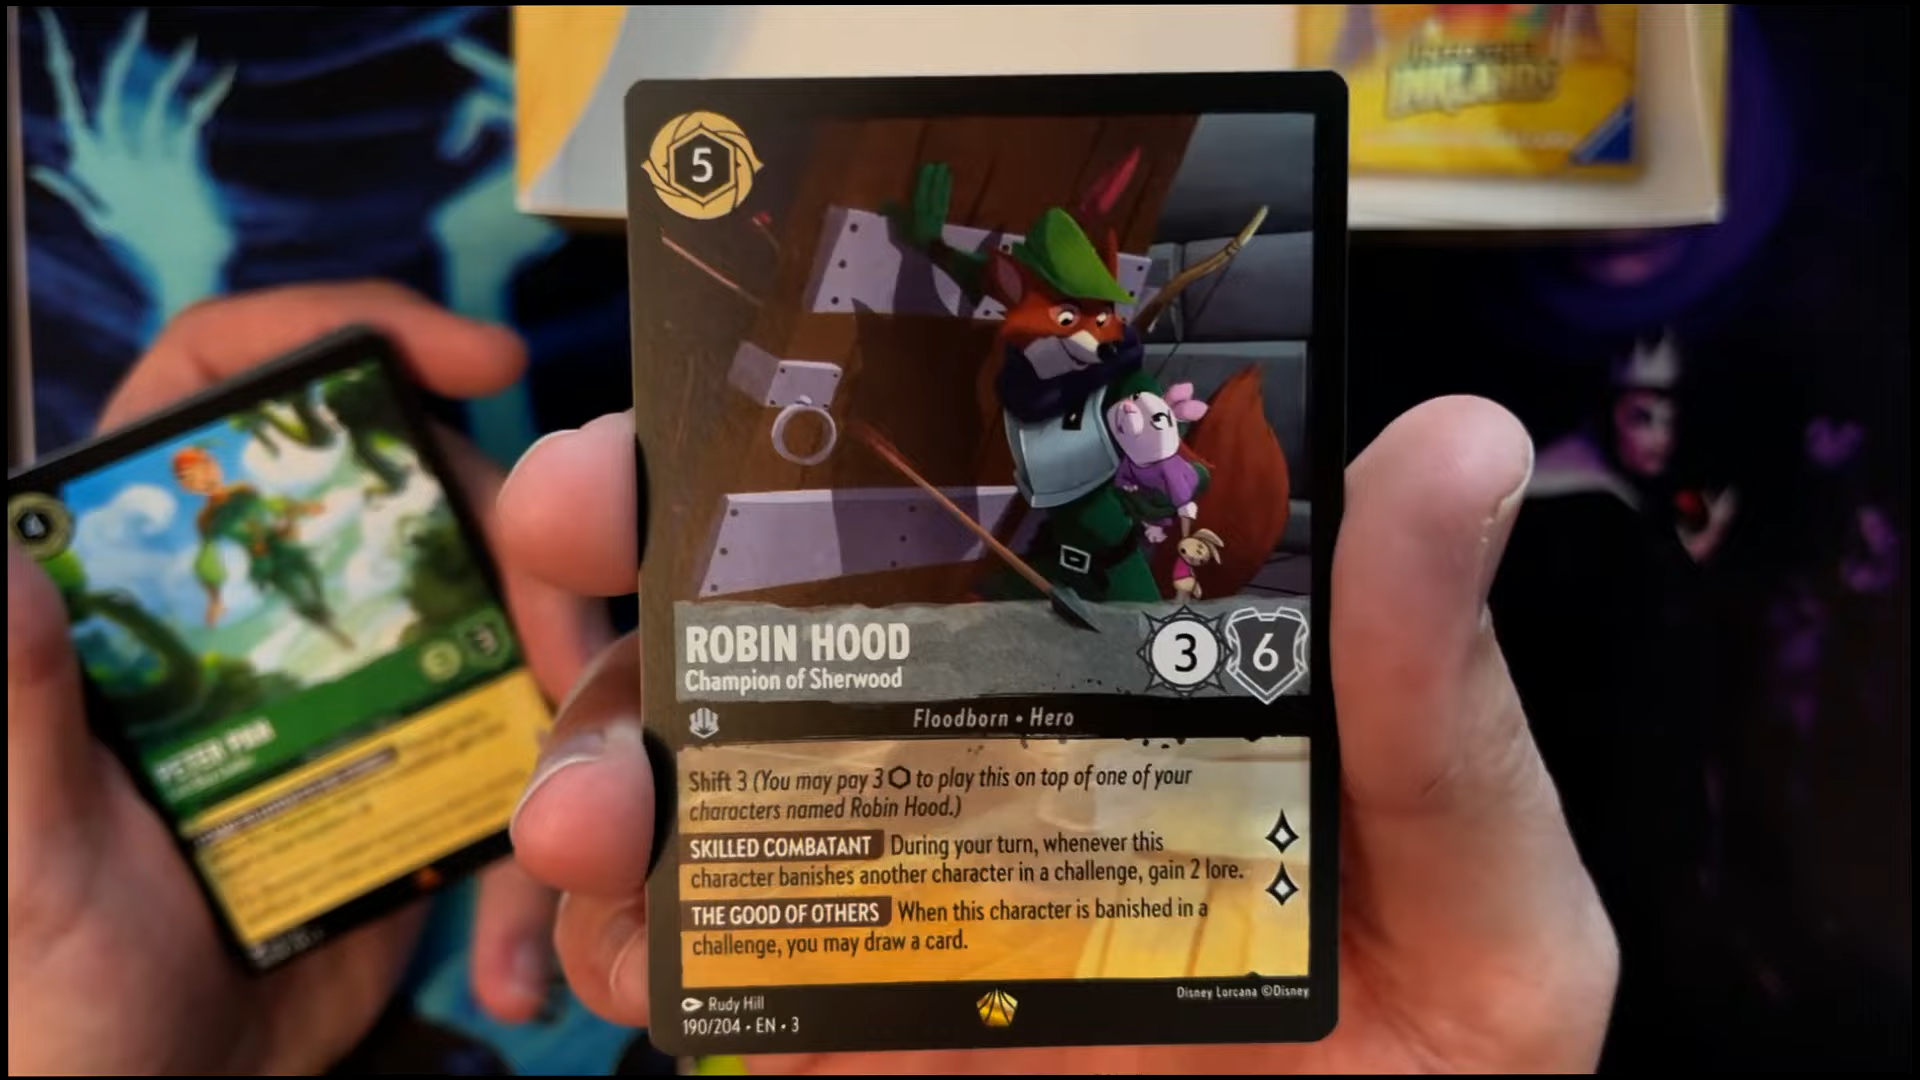 INKLANDS
5
ROBIN HOOD
Champion of Sherwood
3 6
Floodborn • Hero
Shift 3 (You may pay 3 to play this on top of one of your
characters named Robin Hood.)
SKILLED COMBATANT During your turn, whenever this
character banishes another character in a challenge, gain 2 lore.
THE GOOD OF OTHERS When this character is banished in a
challenge, you may draw a card.
Rudy Hill
190/204 • EN • 3
Disney Lorcana ©Disney
PETER PAN
3